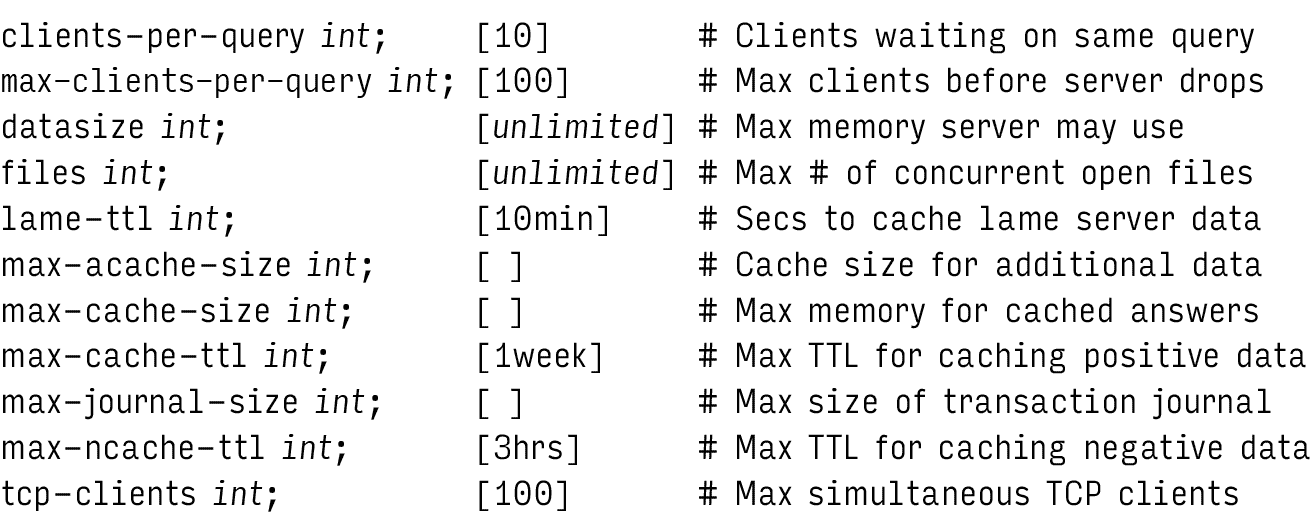 clients-per-query int; [10] # Clients waiting on same query
max-clients-per-query int; [100] # Max clients before server drops
datasize int; [unlimited] # Max memory server may use
files int; [unlimited] # Max # of concurrent open files
lame-ttl int; [10min] # Secs to cache lame server data
max-acache-size int; [ ] # Cache size for additional data
max-cache-size int; [ ] # Max memory for cached answers
max-cache-ttl int; [1week] # Max TTL for caching positive data
max-journal-size int; [ ] # Max size of transaction journal
max-ncache-ttl int; [3hrs] # Max TTL for caching negative data
tcp-clients int; [100] # Max simultaneous TCP clients